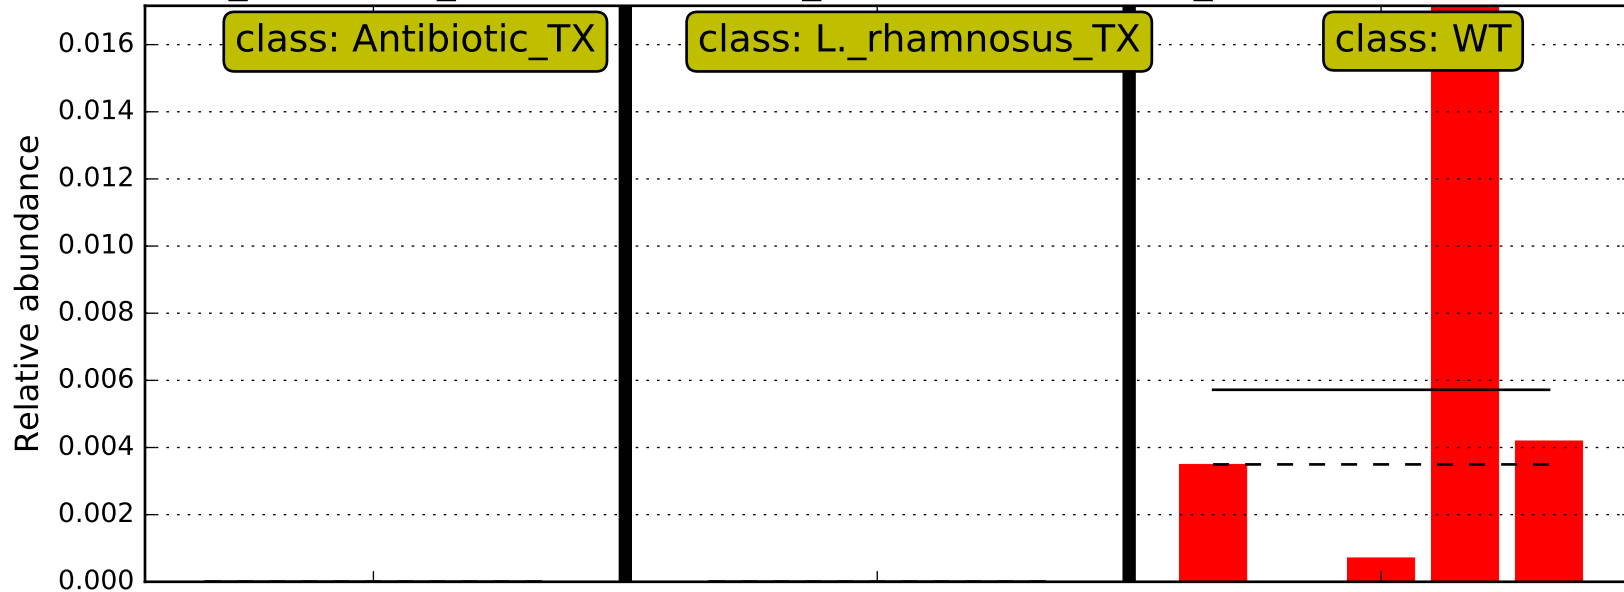 class: Antibiotic_TX
class: L._rhamnosus_TX
class: WT
Relative abundance
0.016
0.014
0.012
0.010
0.008
0.006
0.004
0.002
0.000